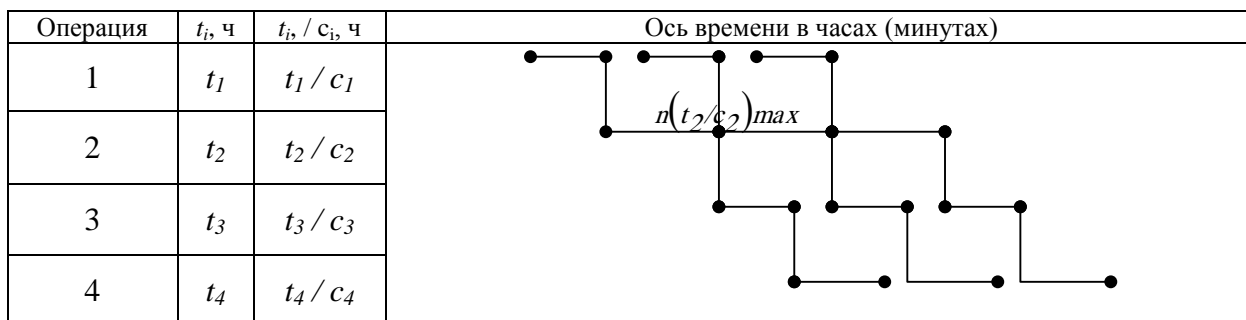 Операция tᵢ, ч tᵢ, / cᵢ, ч Ось времени в часах (минутах)
1 t₁ t₁ / c₁
n(t₂/c₂)max
2 t₂ t₂ / c₂
3 t₃ t₃ / c₃
4 t₄ t₄ / c₄